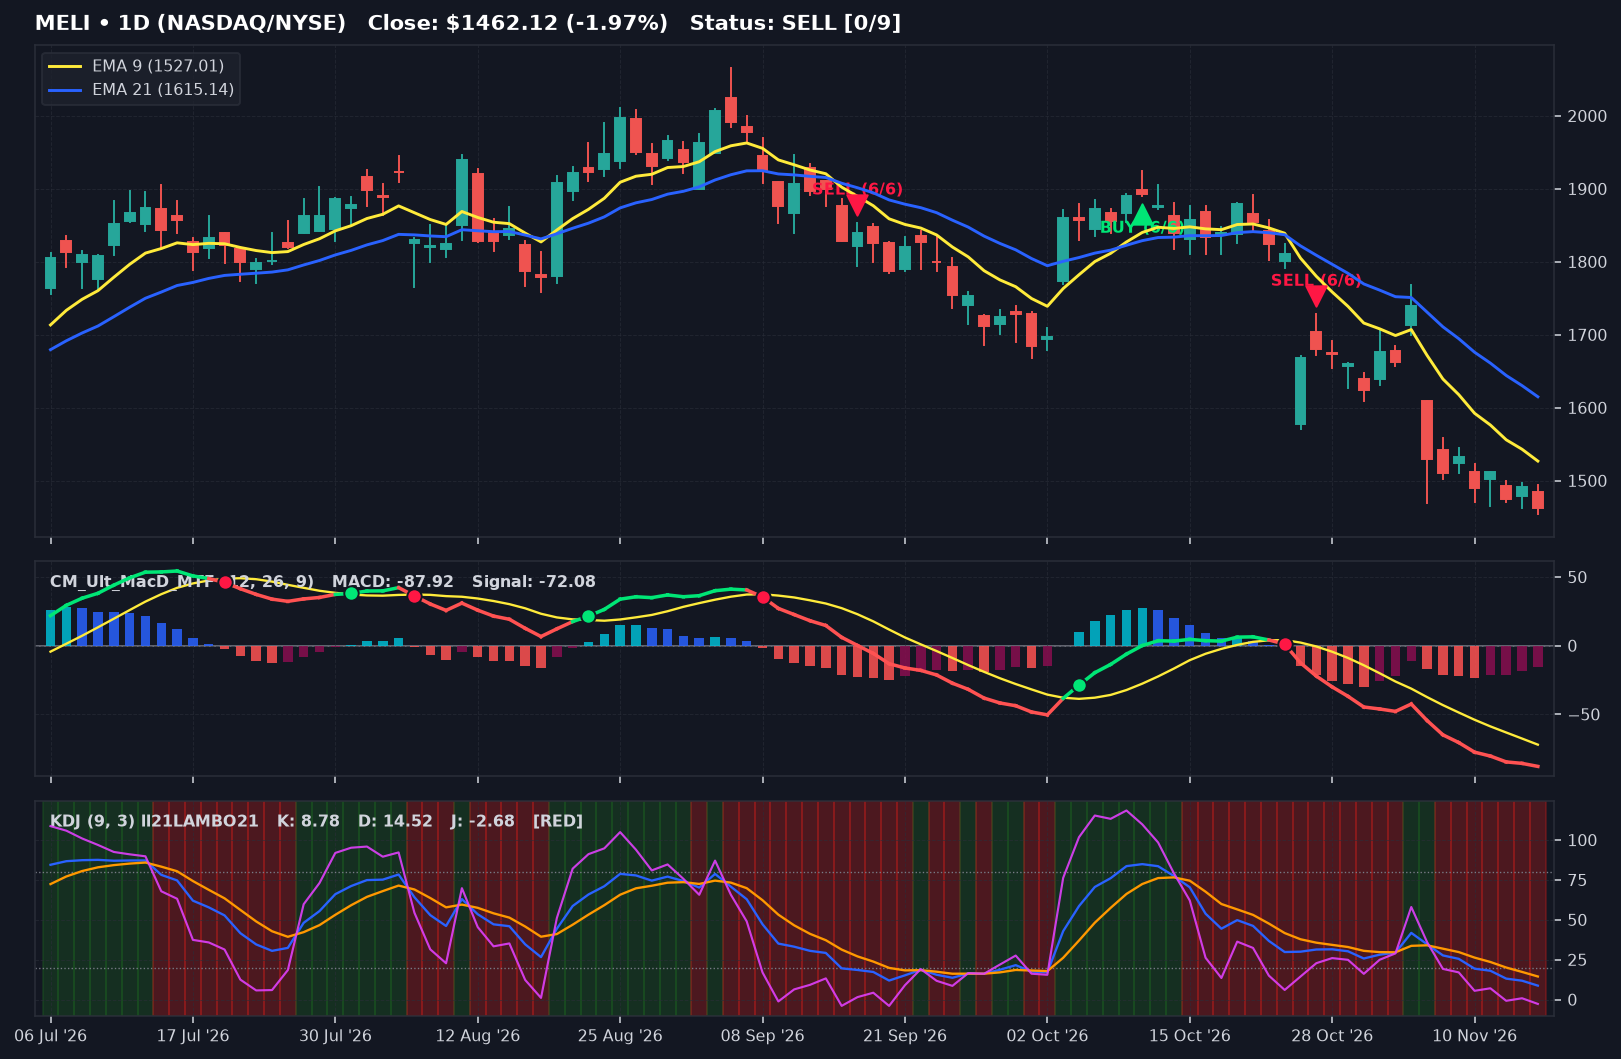 MELI • 1D (NASDAQ/NYSE) Close: $1462.12 (-1.97%) Status: SELL [0/9]
EMA 9 (1527.01)
EMA 21 (1615.14)
2000
1900
1800
1700
1600
1500
SELL (6/6)
BUY (6/6)
SELL (6/6)
CM_Ult_MacD_MTF (12, 26, 9) MACD: -87.92 Signal: -72.08
50
0
−50
KDJ (9, 3) II21LAMBO21 K: 8.78 D: 14.52 J: -2.68 [RED]
100
75
50
25
0
06 Jul '26 17 Jul '26 30 Jul '26 12 Aug '26 25 Aug '26 08 Sep '26 21 Sep '26 02 Oct '26 15 Oct '26 28 Oct '26 10 Nov '26